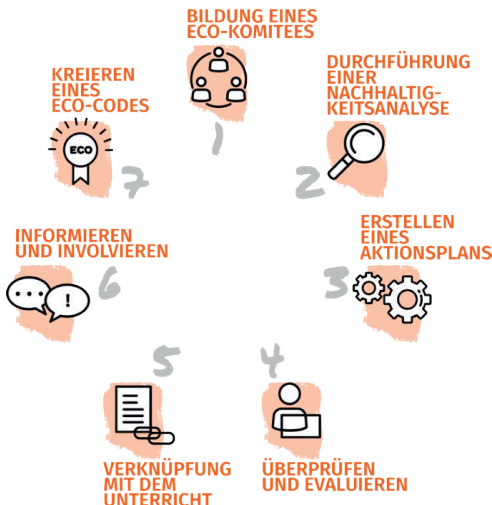 BILDUNG EINES
ECO-KOMITEES
1
DURCHFÜHRUNG
EINER
NACHHALTIG-
KEITSANALYSE
2
ERSTELLEN
EINES
AKTIONSPLANS
3
4
ÜBERPRÜFEN
UND EVALUIEREN
5
VERKNÜPFUNG
MIT DEM
UNTERRICHT
INFORMIEREN
UND INVOLVIEREN
...
!
6
KREIEREN
EINES
ECO-CODES
ECO
7